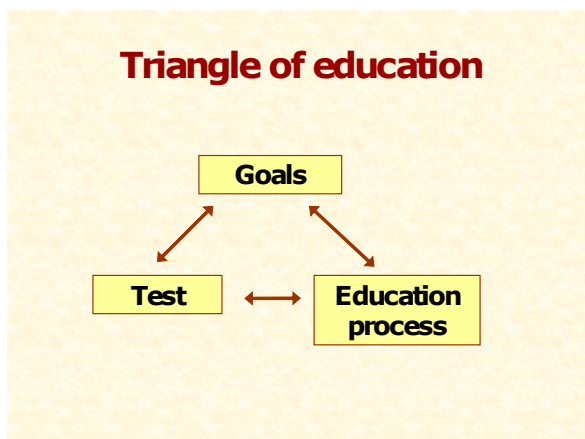 Triangle of education
Goals
Test
Education
process